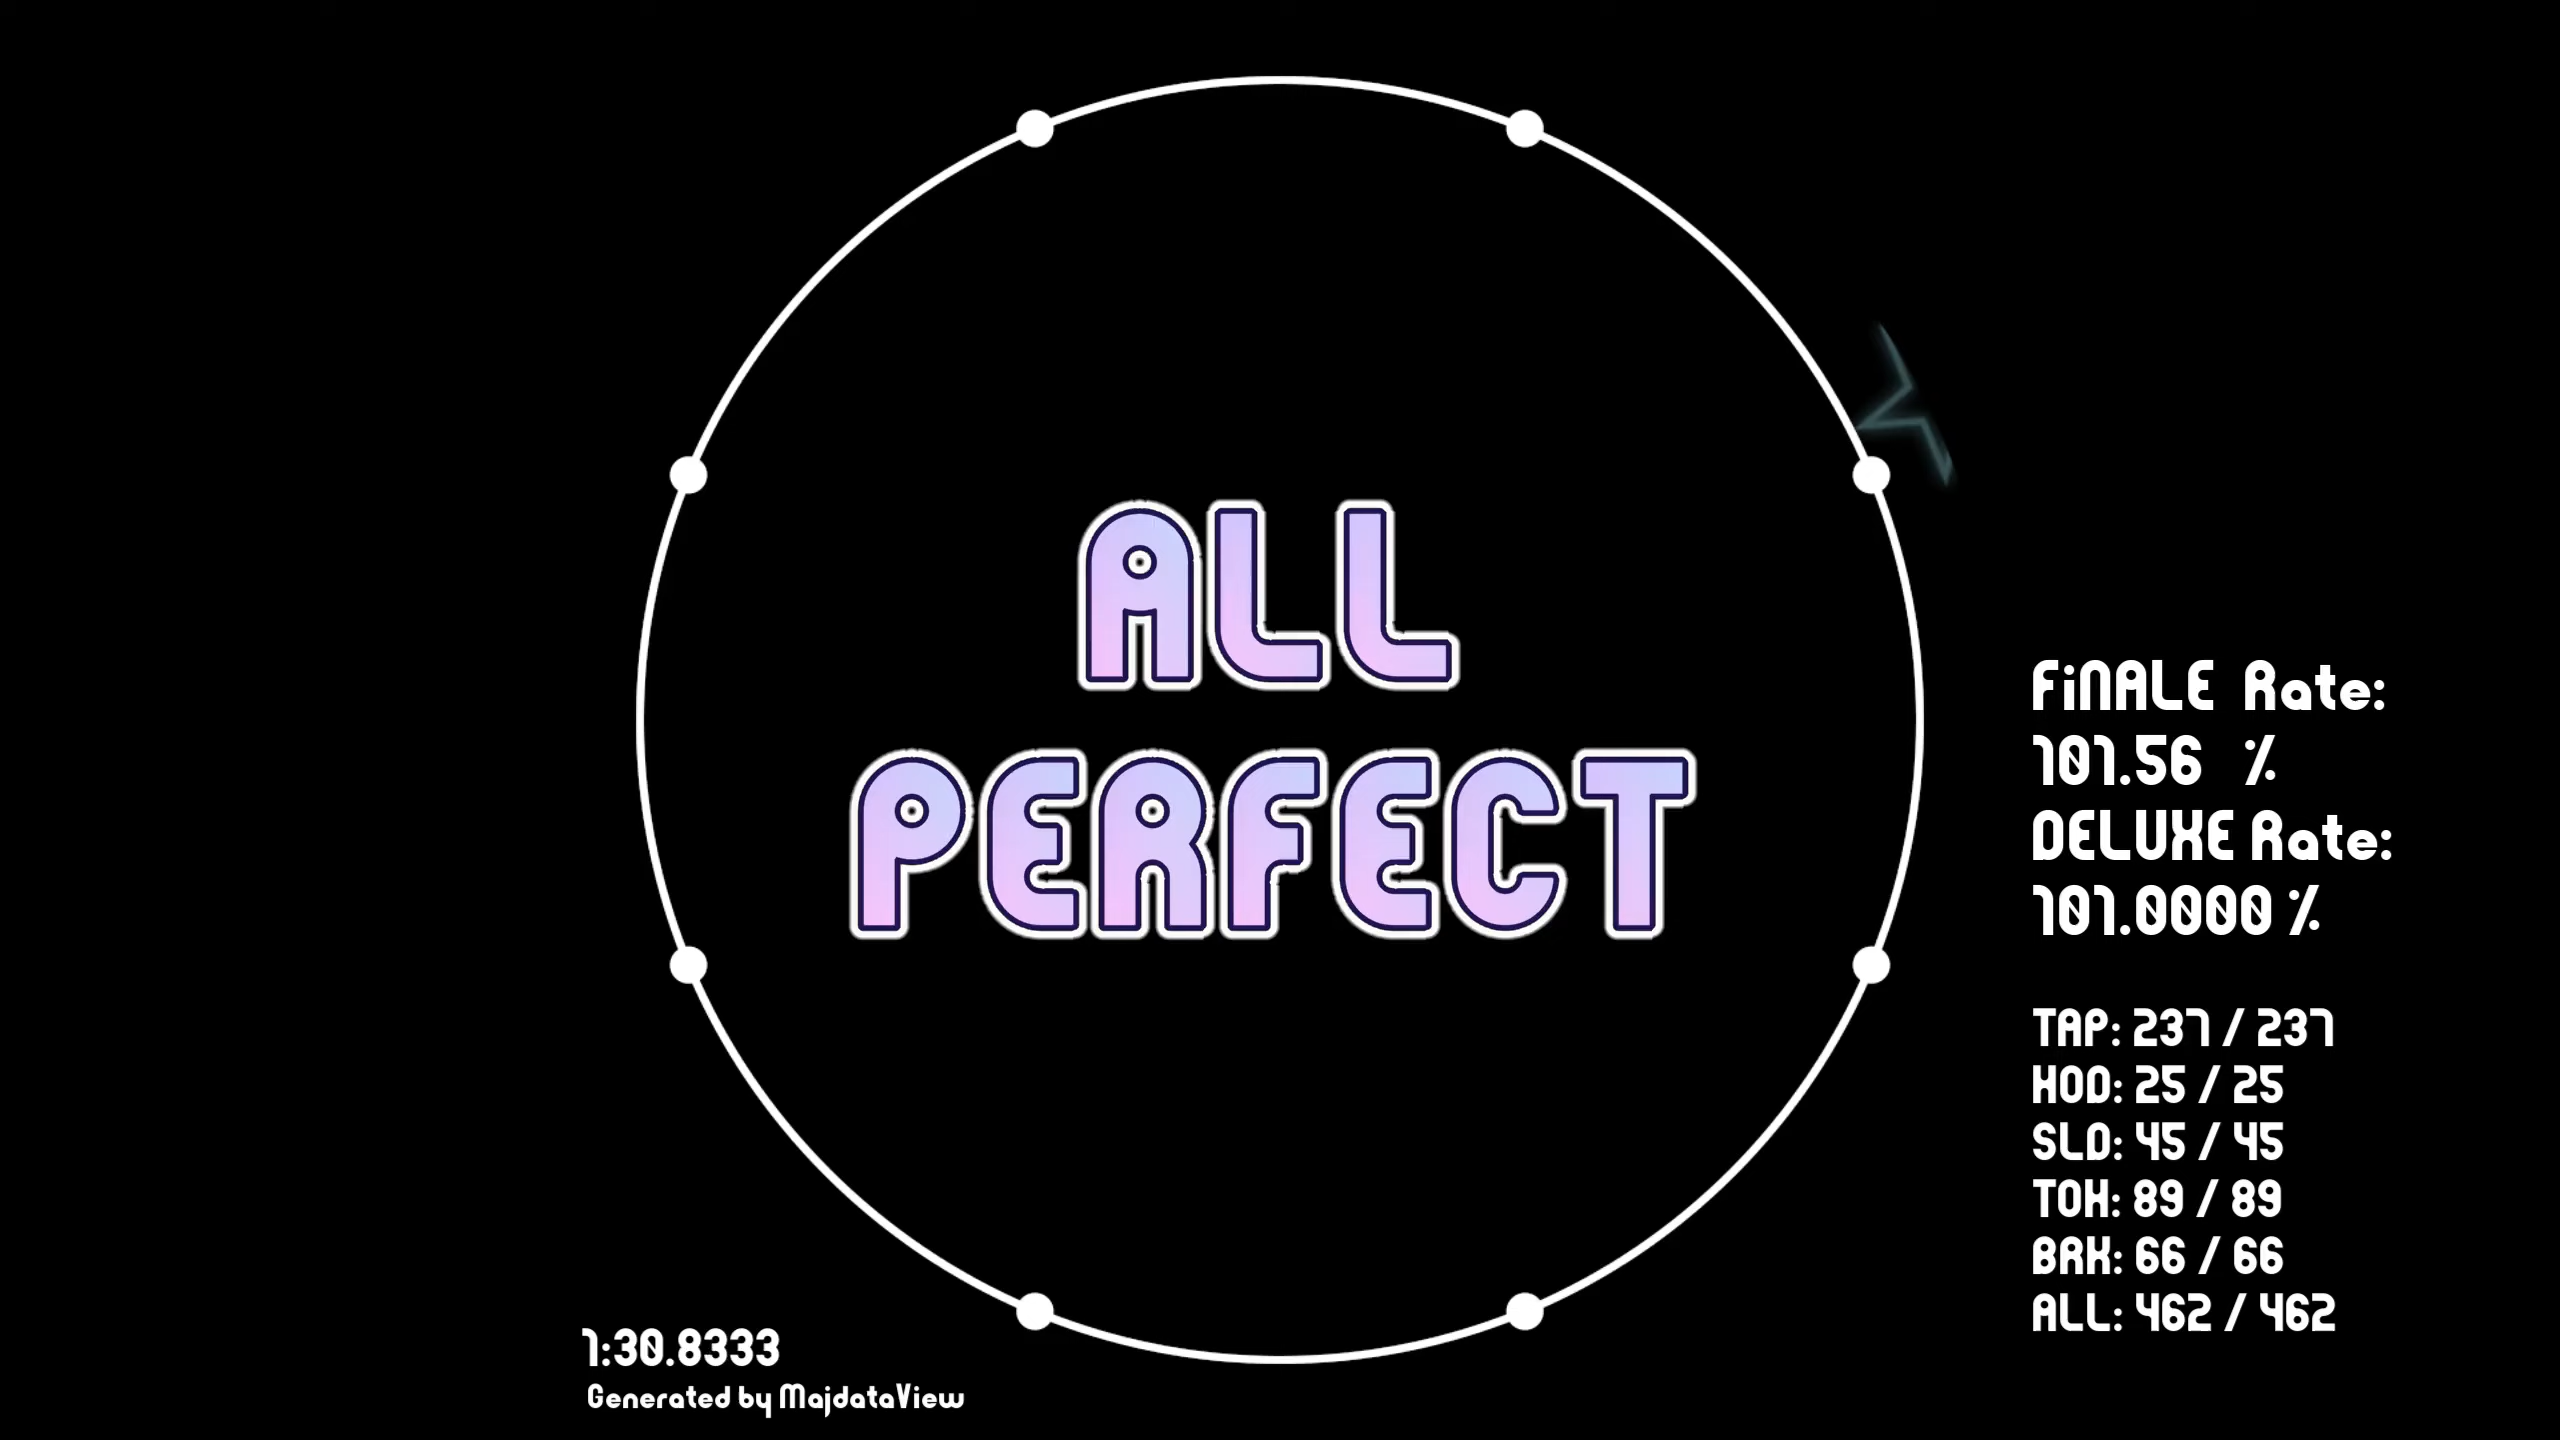 ALL
PERFECT
FiNALE Rate:
101.56 %
DELUXE Rate:
101.0000 %
TAP: 237 / 237
HOD: 25 / 25
SLD: 45 / 45
TOH: 89 / 89
BRK: 66 / 66
ALL: 462 / 462
1:30.8333
Generated by MajdataView